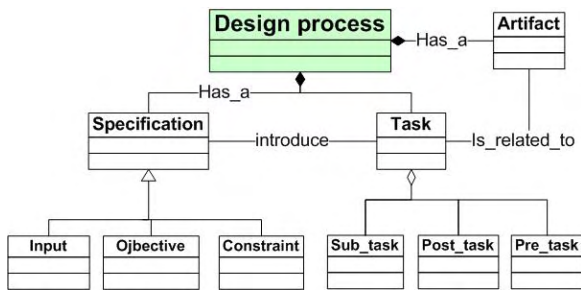 Design process
Has_a
Artifact
Has_a
Specification
introduce
Task
Is_related_to
Input
Ojbective
Constraint
Sub_task
Post_task
Pre_task